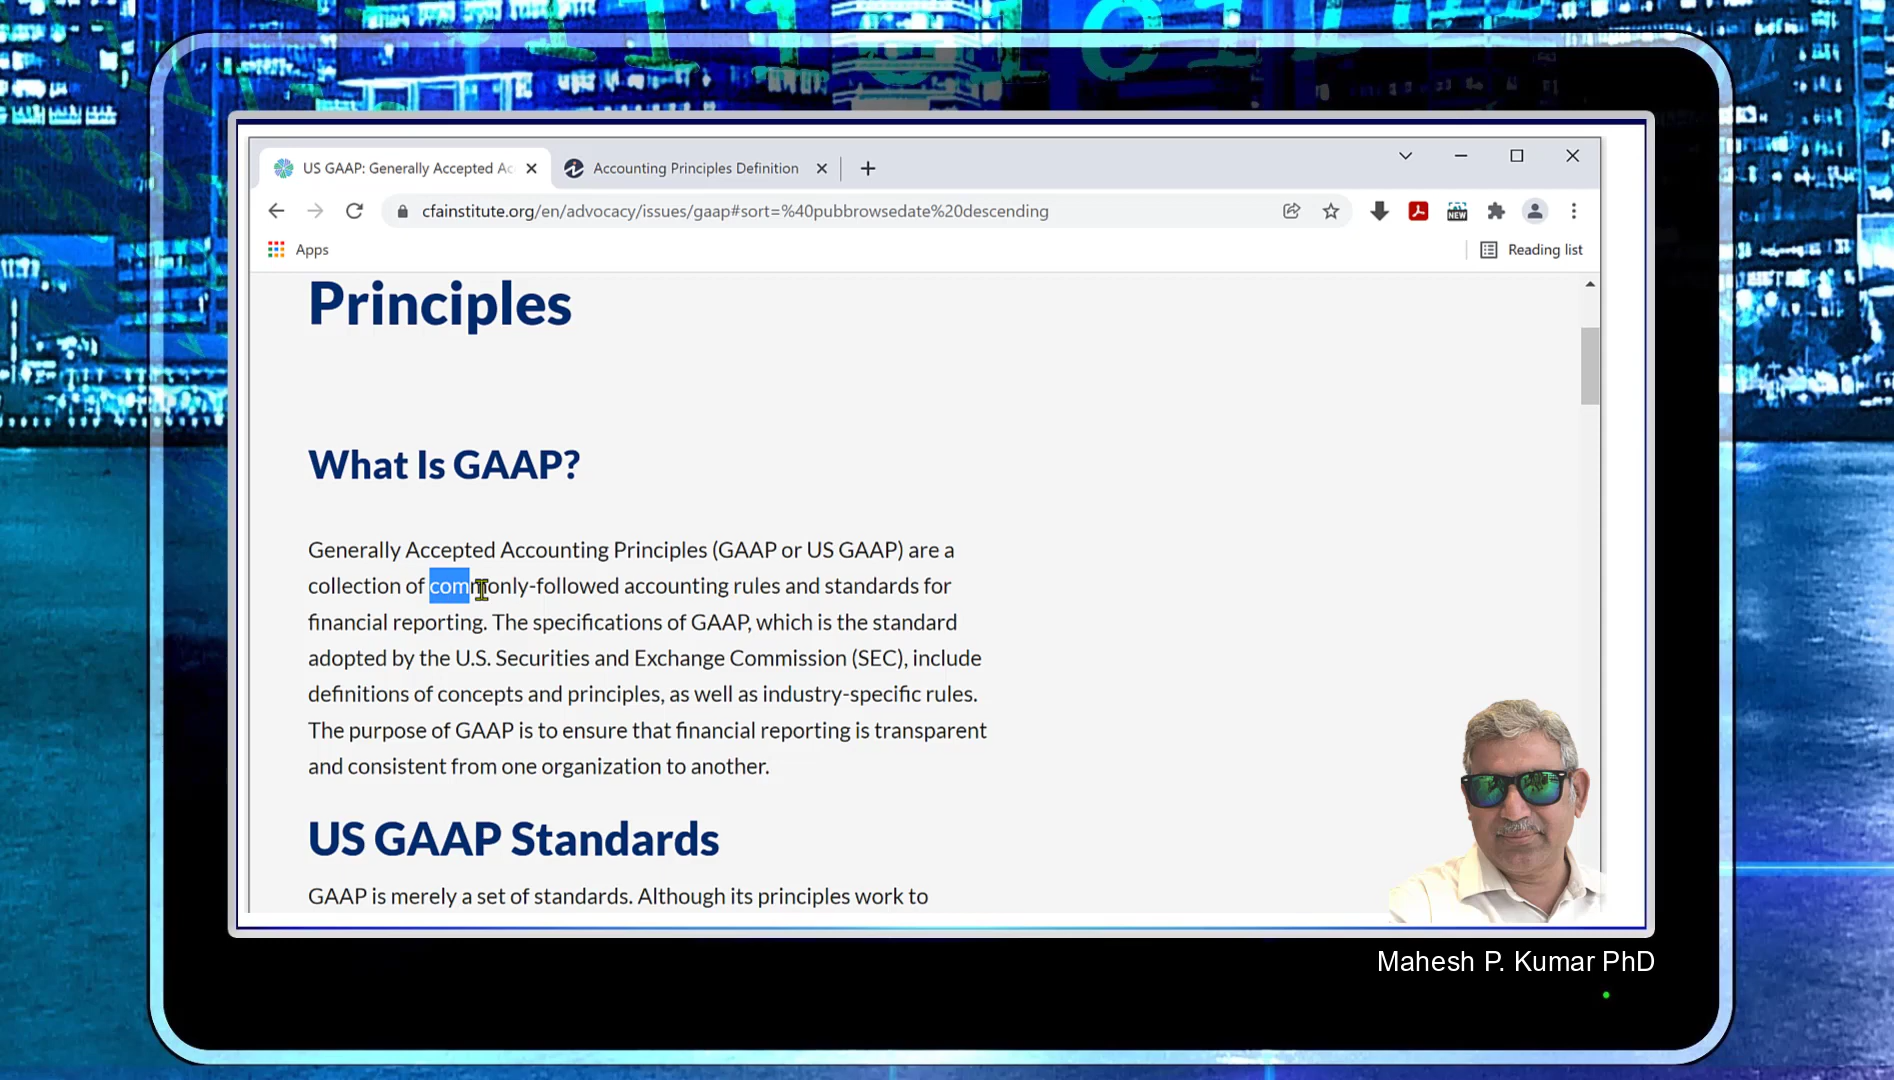 US GAAP: Generally Accepted Ac
Accounting Principles Definition
cfainstitute.org/en/advocacy/issues/gaap#sort=%40pubbrowsedate%20descending
NEW
Apps
Reading list
Principles
What Is GAAP?
Generally Accepted Accounting Principles (GAAP or US GAAP) are a
collection of commonly-followed accounting rules and standards for
financial reporting. The specifications of GAAP, which is the standard
adopted by the U.S. Securities and Exchange Commission (SEC), include
definitions of concepts and principles, as well as industry-specific rules.
The purpose of GAAP is to ensure that financial reporting is transparent
and consistent from one organization to another.
US GAAP Standards
GAAP is merely a set of standards. Although its principles work to
Mahesh P. Kumar PhD